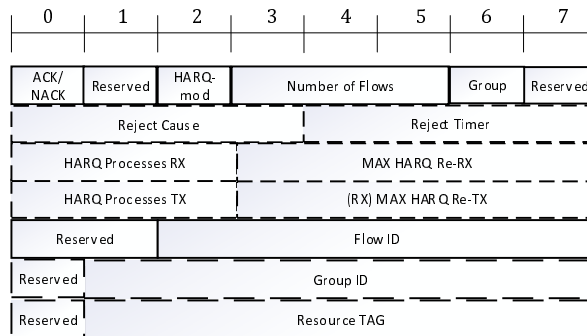 0 1 2 3 4 5 6 7
ACK/
NACK
Reserved
HARQ-
mod
Number of Flows
Group
Reserved
Reject Cause
Reject Timer
HARQ Processes RX
MAX HARQ Re-RX
HARQ Processes TX
(RX) MAX HARQ Re-TX
Reserved
Flow ID
Reserved
Group ID
Reserved
Resource TAG